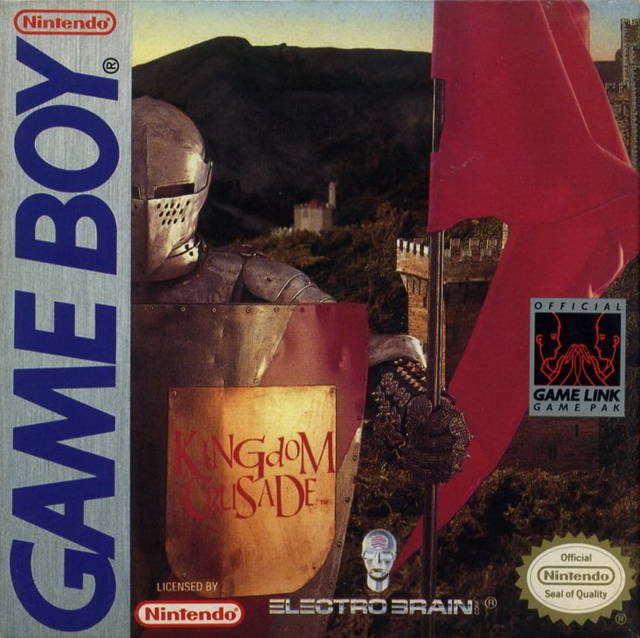 Nintendo
GAME BOY®
OFFICIAL
GAME LINK
GAME PAK
KINGDOM
CRUSADE™
LICENSED BY
Nintendo®
ELECTRO BRAIN ®
Official
Nintendo
Seal of Quality
®